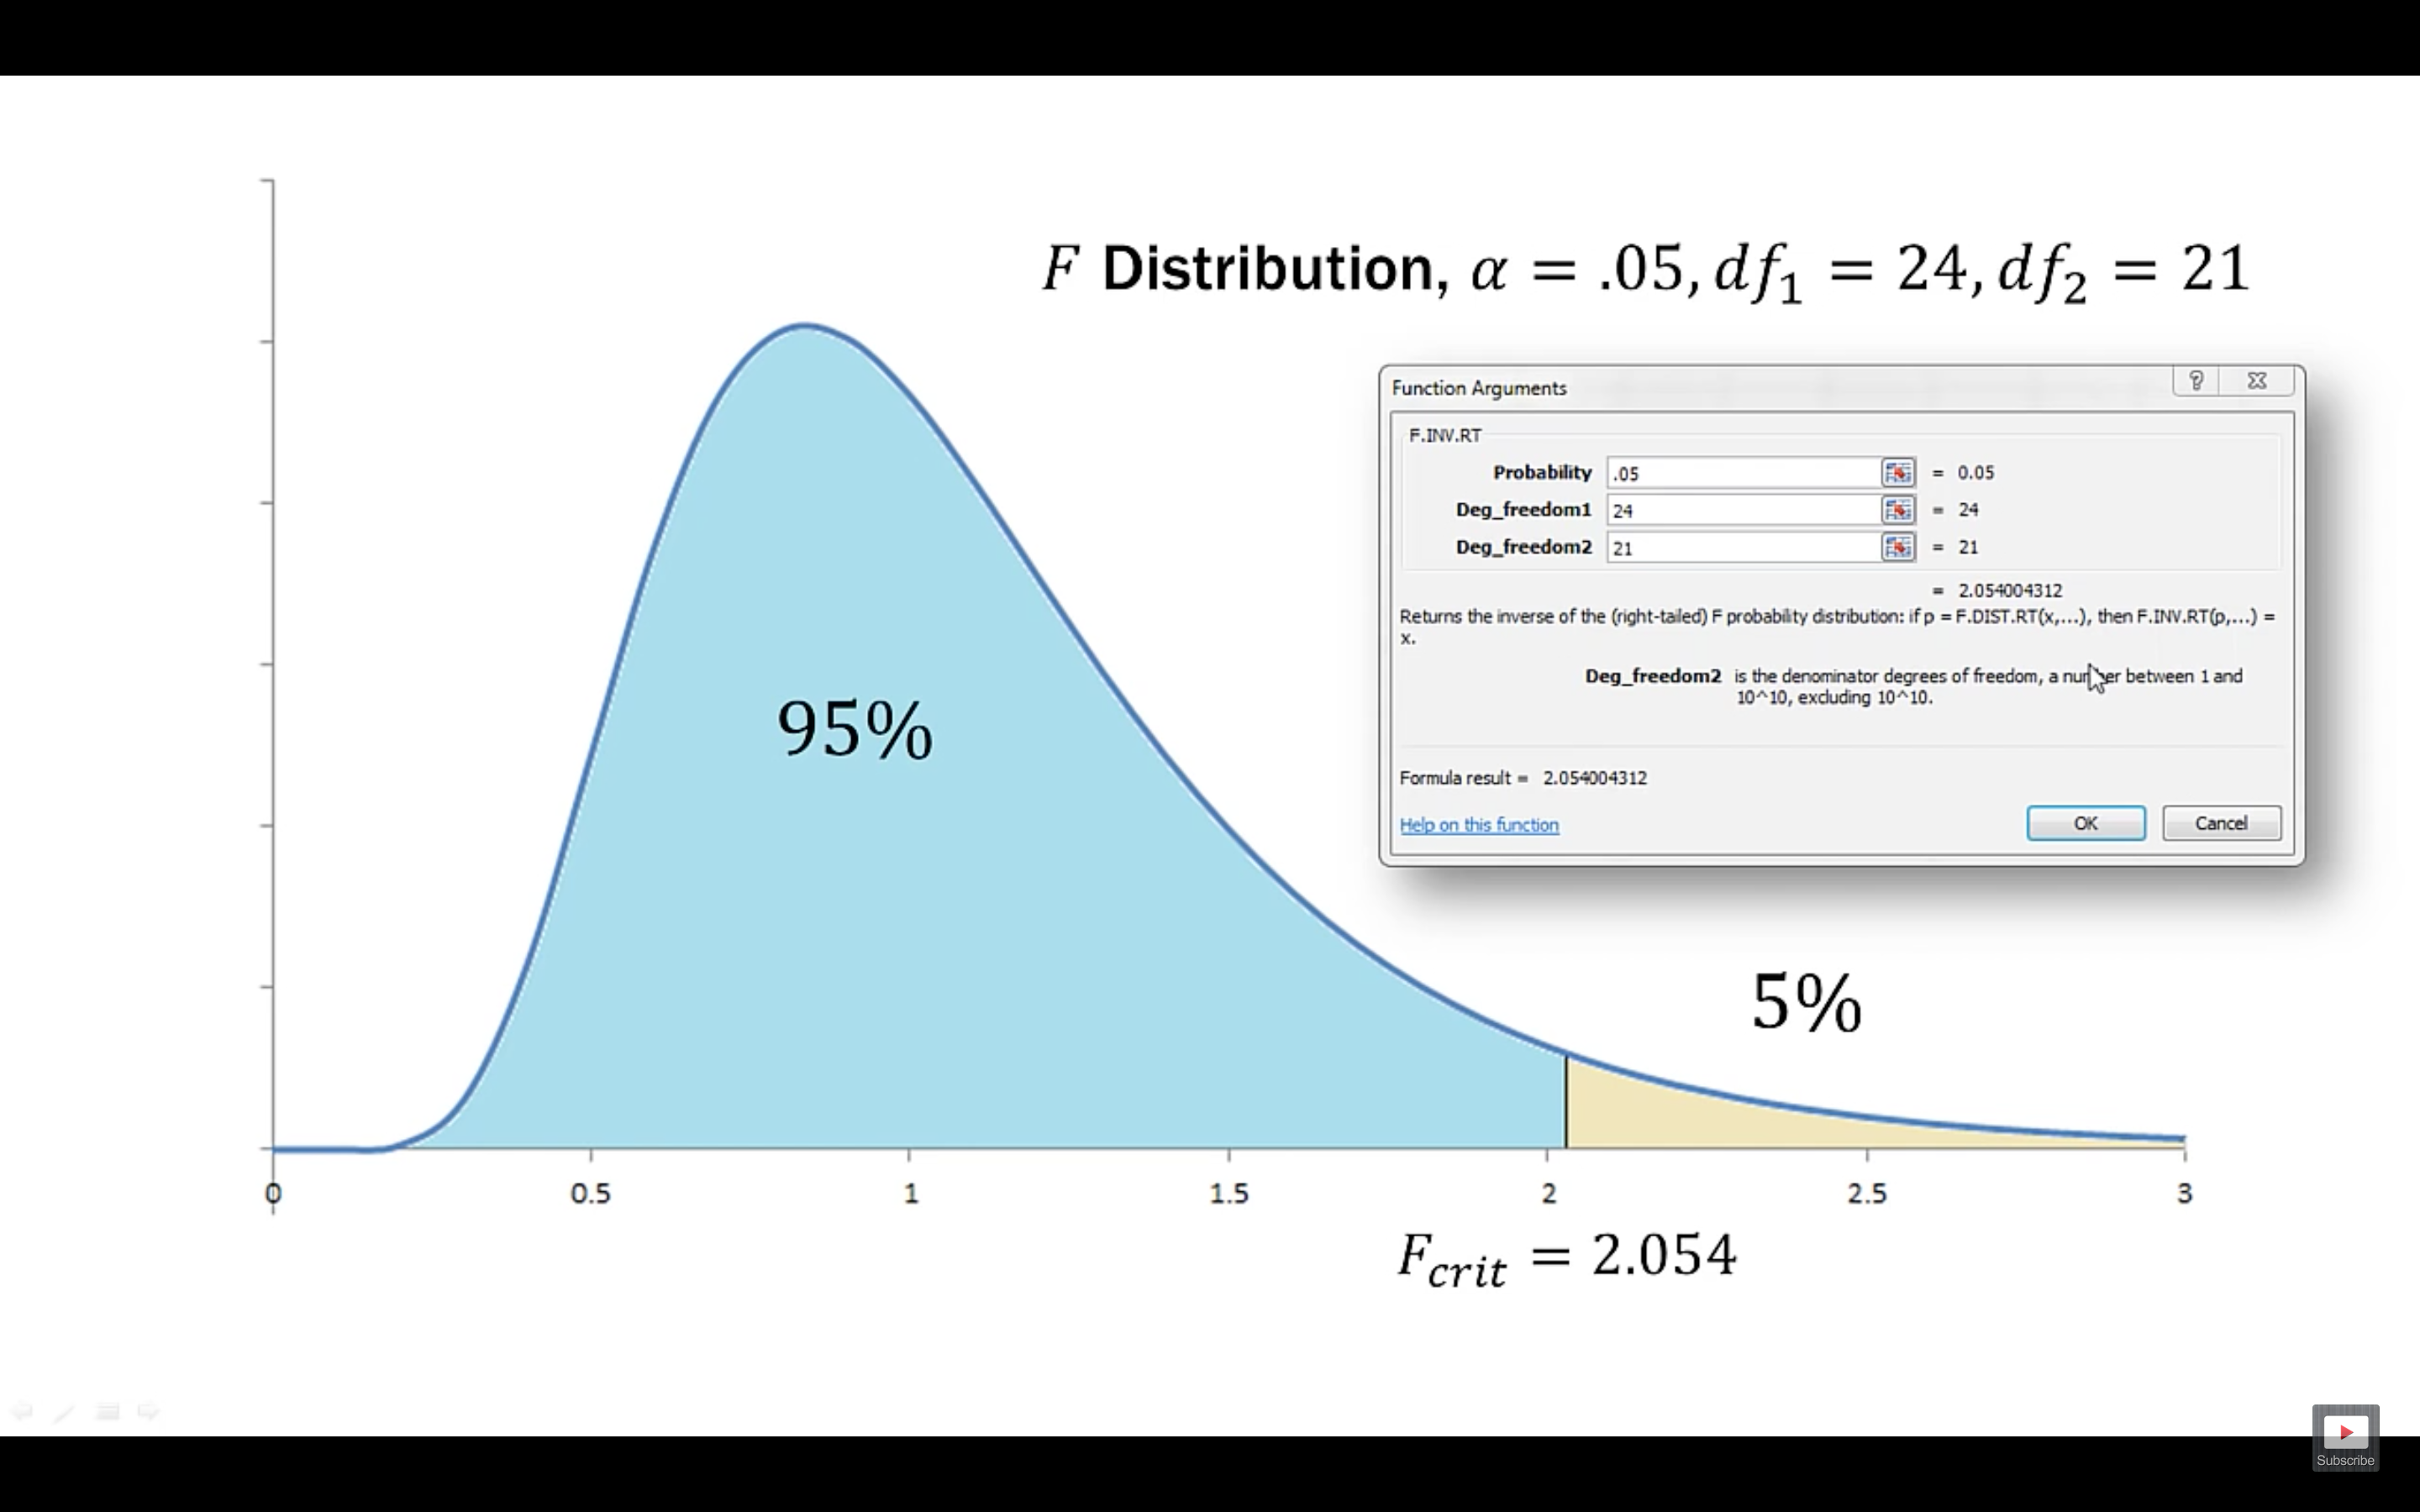 F Distribution, α = .05, df₁ = 24, df₂ = 21
Function Arguments
F.INV.RT
Probability .05 = 0.05
Deg_freedom1 24 = 24
Deg_freedom2 21 = 21
= 2.054004312
Returns the inverse of the (right-tailed) F probability distribution: if p = F.DIST.RT(x,...), then F.INV.RT(p,...) =
x.
Deg_freedom2 is the denominator degrees of freedom, a number between 1 and
10^10, excluding 10^10.
Formula result = 2.054004312
Help on this function OK Cancel
95%
5%
0 0.5 1 1.5 2 2.5 3
F_crit = 2.054
Subscribe